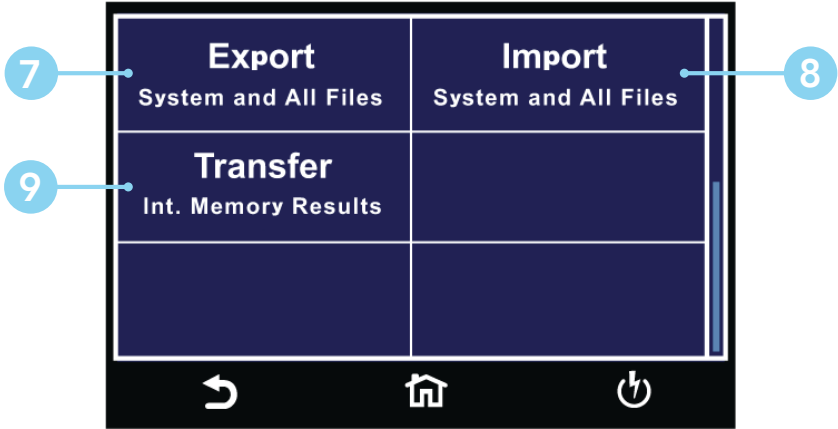 7
Export
System and All Files
Import
System and All Files
8
9
Transfer
Int. Memory Results